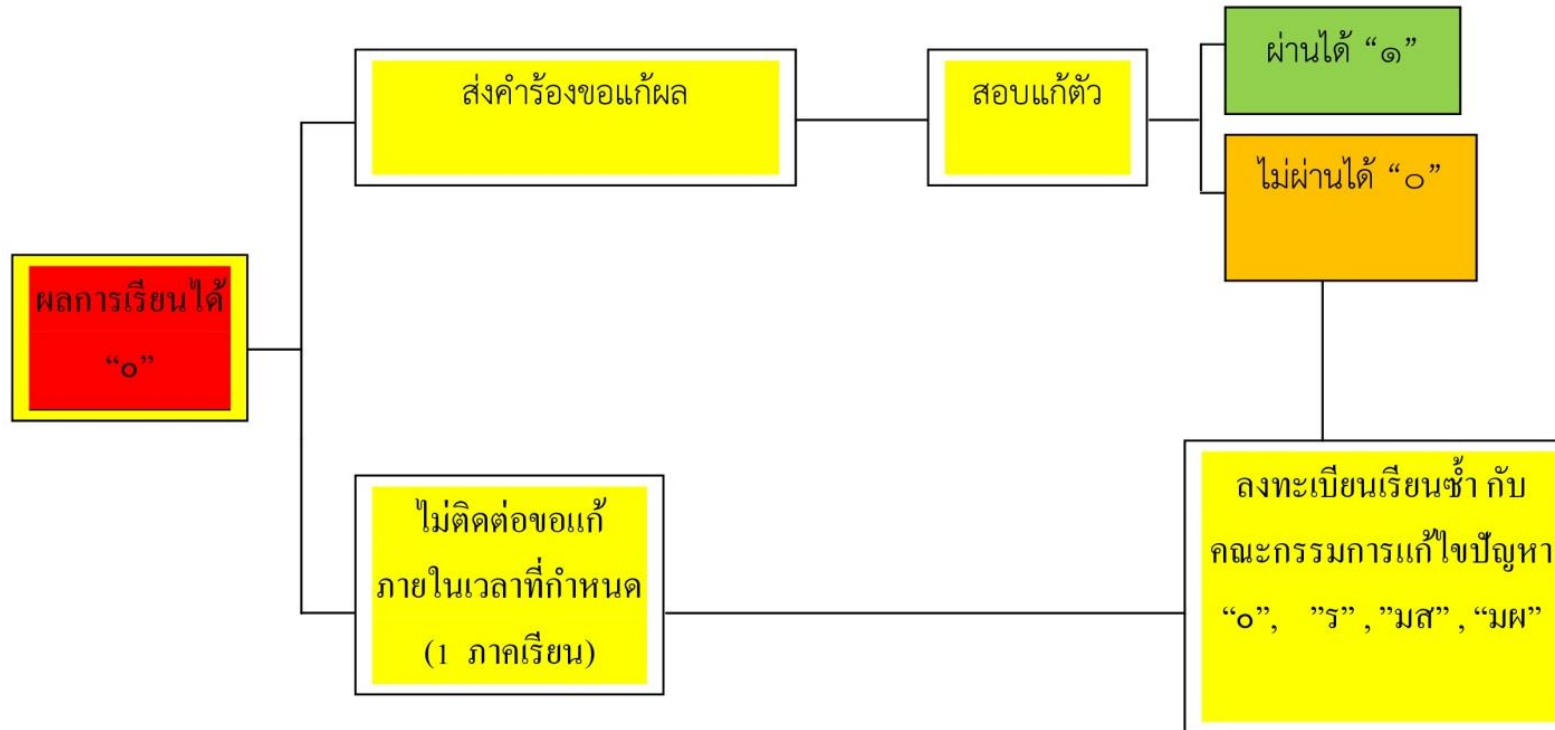 ส่งคำร้องขอแก้ผล
สอบแก้ตัว
ผ่านได้ “๑”
ไม่ผ่านได้ “๐”
ผลการเรียนได้
“๐”
ไม่ติดต่อขอแก้
ภายในเวลาที่กำหนด
(1 ภาคเรียน)
ลงทะเบียนเรียนซ้ำ กับ
คณะกรรมการแก้ไขปัญหา
“๐”, ”ร” , ”มส” , “มผ”